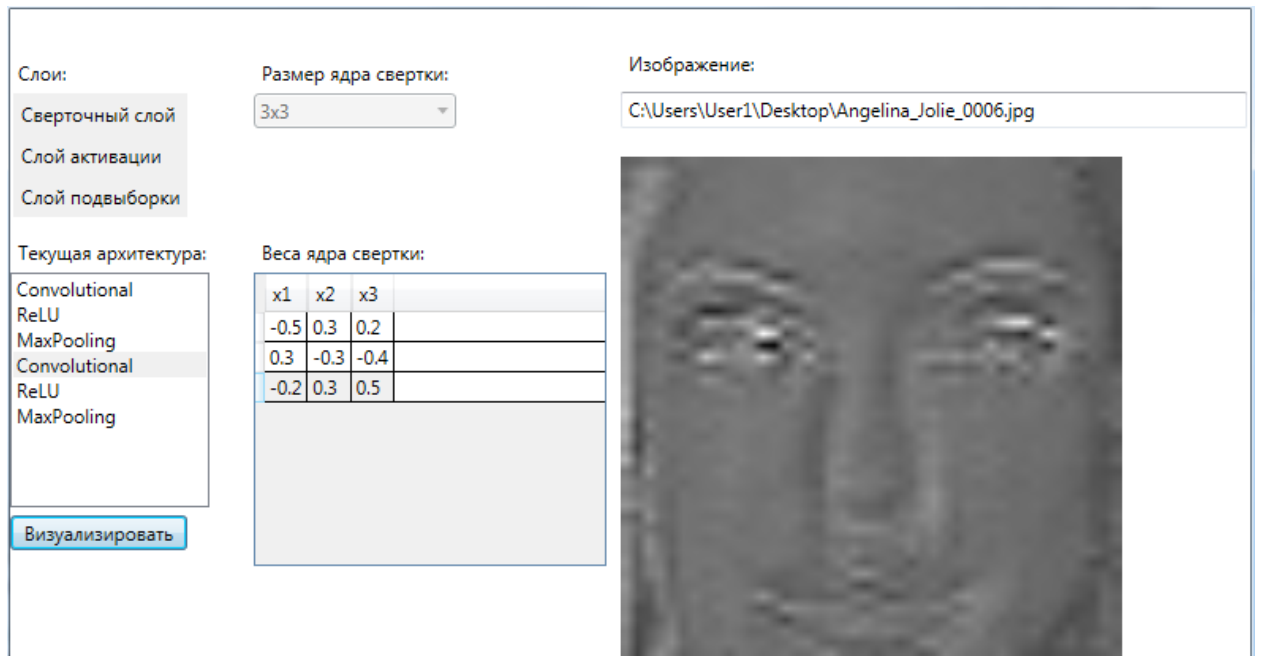 Слои:
Сверточный слой
Слой активации
Слой подвыборки
Размер ядра свертки:
3x3
Изображение:
C:\Users\User1\Desktop\Angelina_Jolie_0006.jpg
Текущая архитектура:
Convolutional
ReLU
MaxPooling
Convolutional
ReLU
MaxPooling
Визуализировать
Веса ядра свертки:
x1 x2 x3
-0.5 0.3 0.2
0.3 -0.3 -0.4
-0.2 0.3 0.5